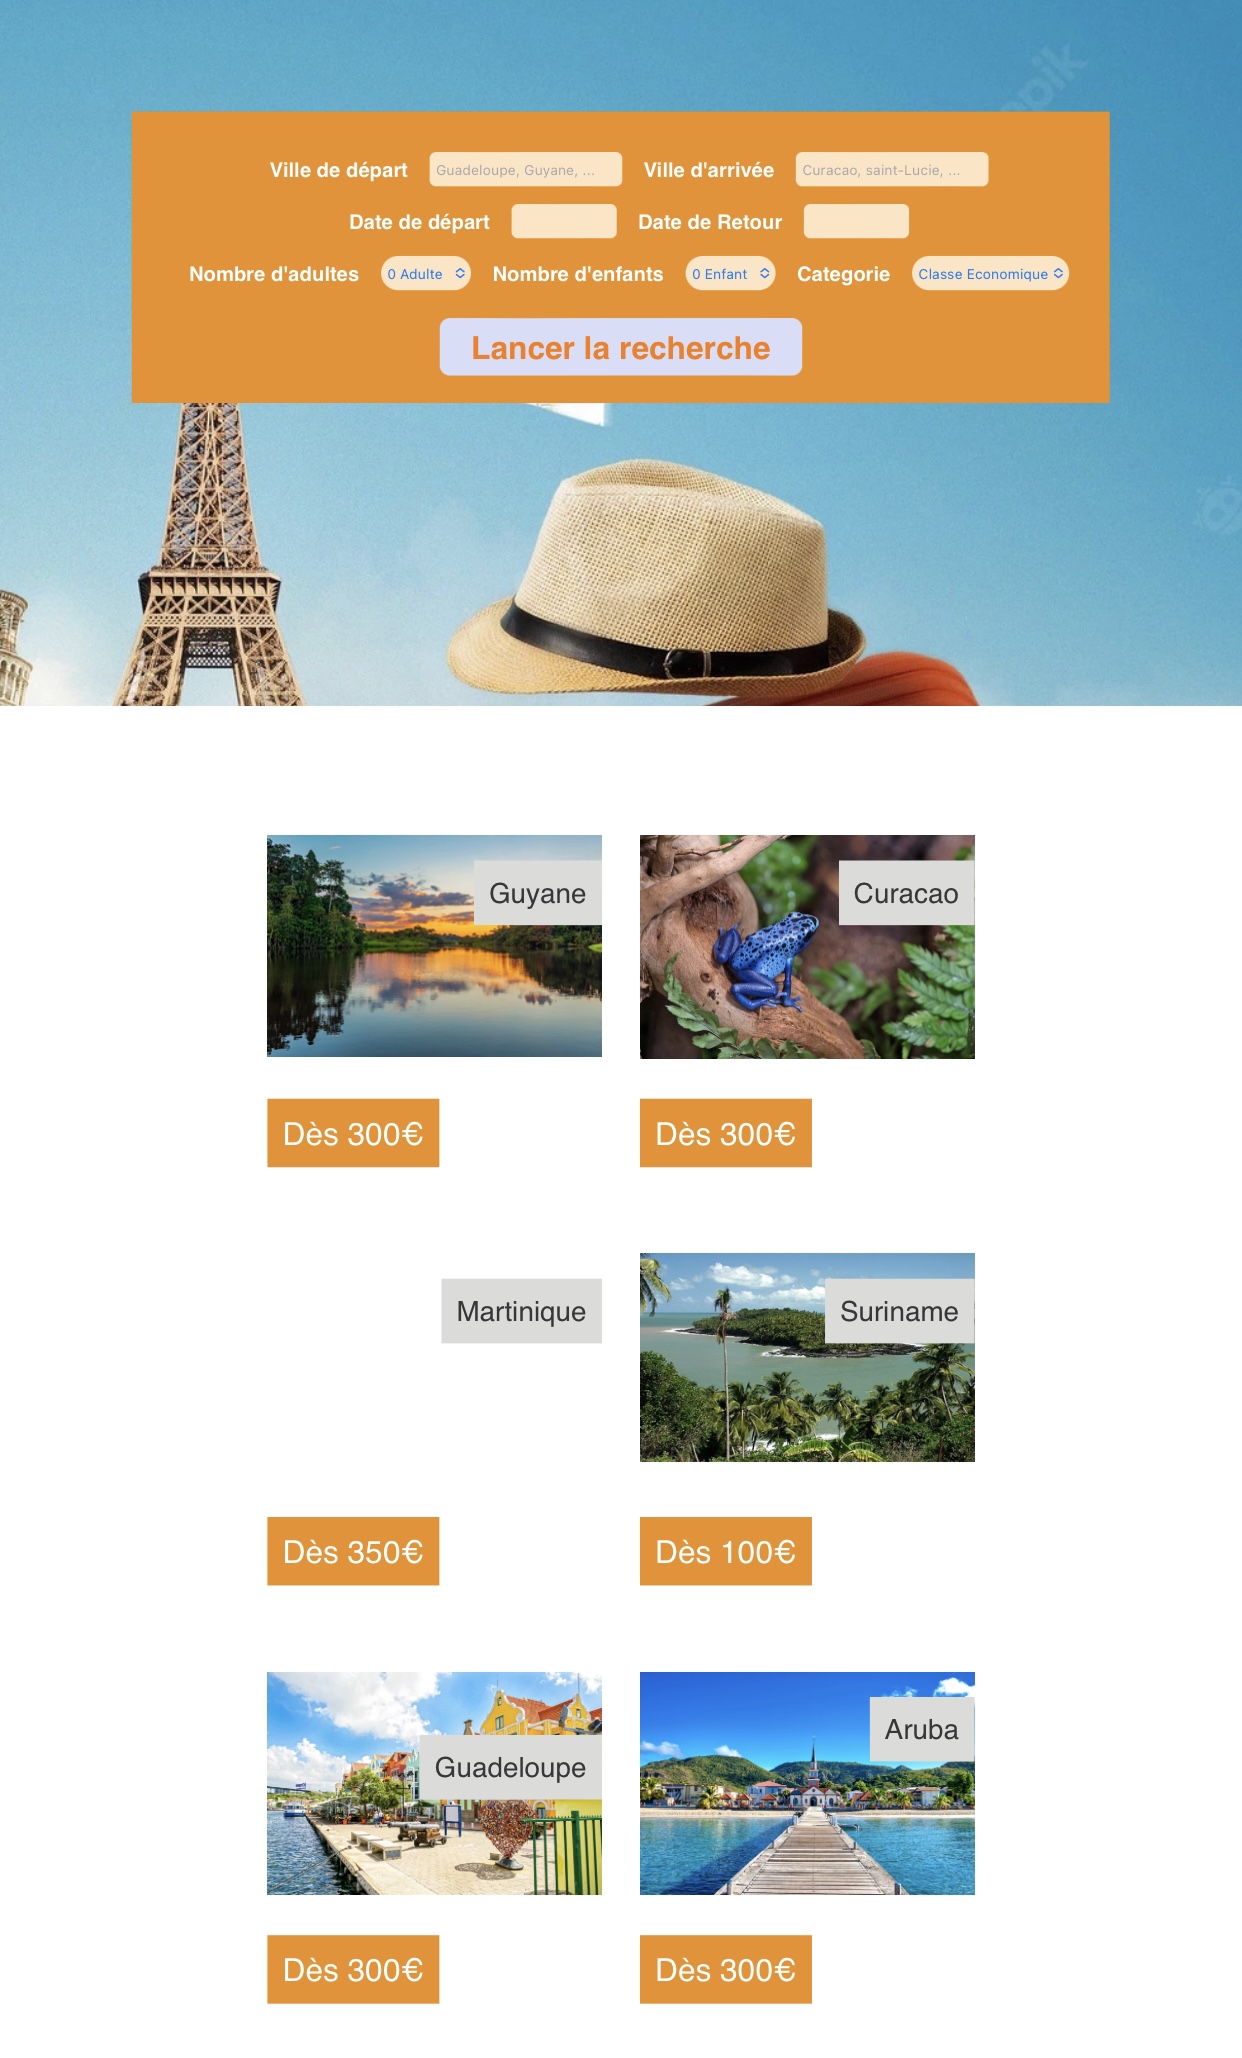 Ville de départ Guadeloupe, Guyane, ... Ville d'arrivée Curacao, saint-Lucie, ...
Date de départ Date de Retour
Nombre d'adultes 0 Adulte Nombre d'enfants 0 Enfant Categorie Classe Economique
Lancer la recherche
Guyane
Curacao
Dès 300€
Dès 300€
Martinique
Suriname
Dès 350€
Dès 100€
Guadeloupe
Aruba
Dès 300€
Dès 300€